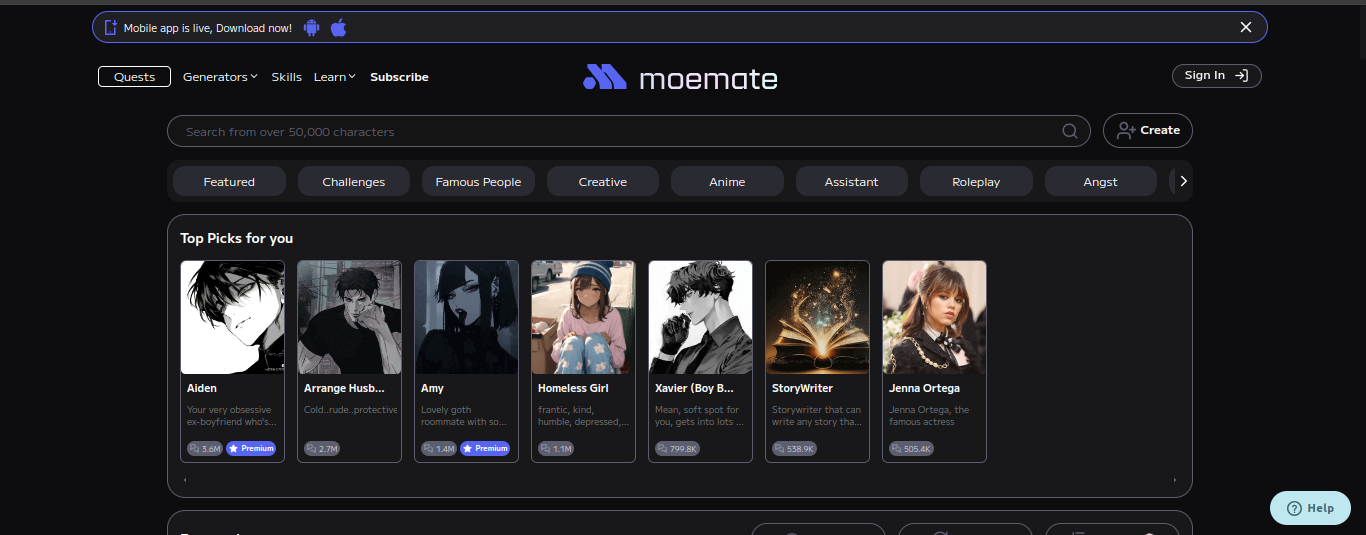 Mobile app is live, Download now!
Quests
Generators
Skills
Learn
Subscribe
moemate
Sign In
Search from over 50,000 characters
Create
Featured
Challenges
Famous People
Creative
Anime
Assistant
Roleplay
Angst
Top Picks for you
Aiden
Your very obsessive
ex-boyfriend who's...
3.6M
Premium
Arrange Husb...
Cold..rude..protective
2.7M
Amy
Lovely goth
roommate with so...
1.4M
Premium
Homeless Girl
frantic, kind,
humble, depressed,...
1.1M
Xavier (Boy B...
Mean, soft spot for
you, gets into lots ...
799.8K
StoryWriter
Storywriter that can
write any story tha...
538.9K
Jenna Ortega
Jenna Ortega, the
famous actress
505.4K
Help